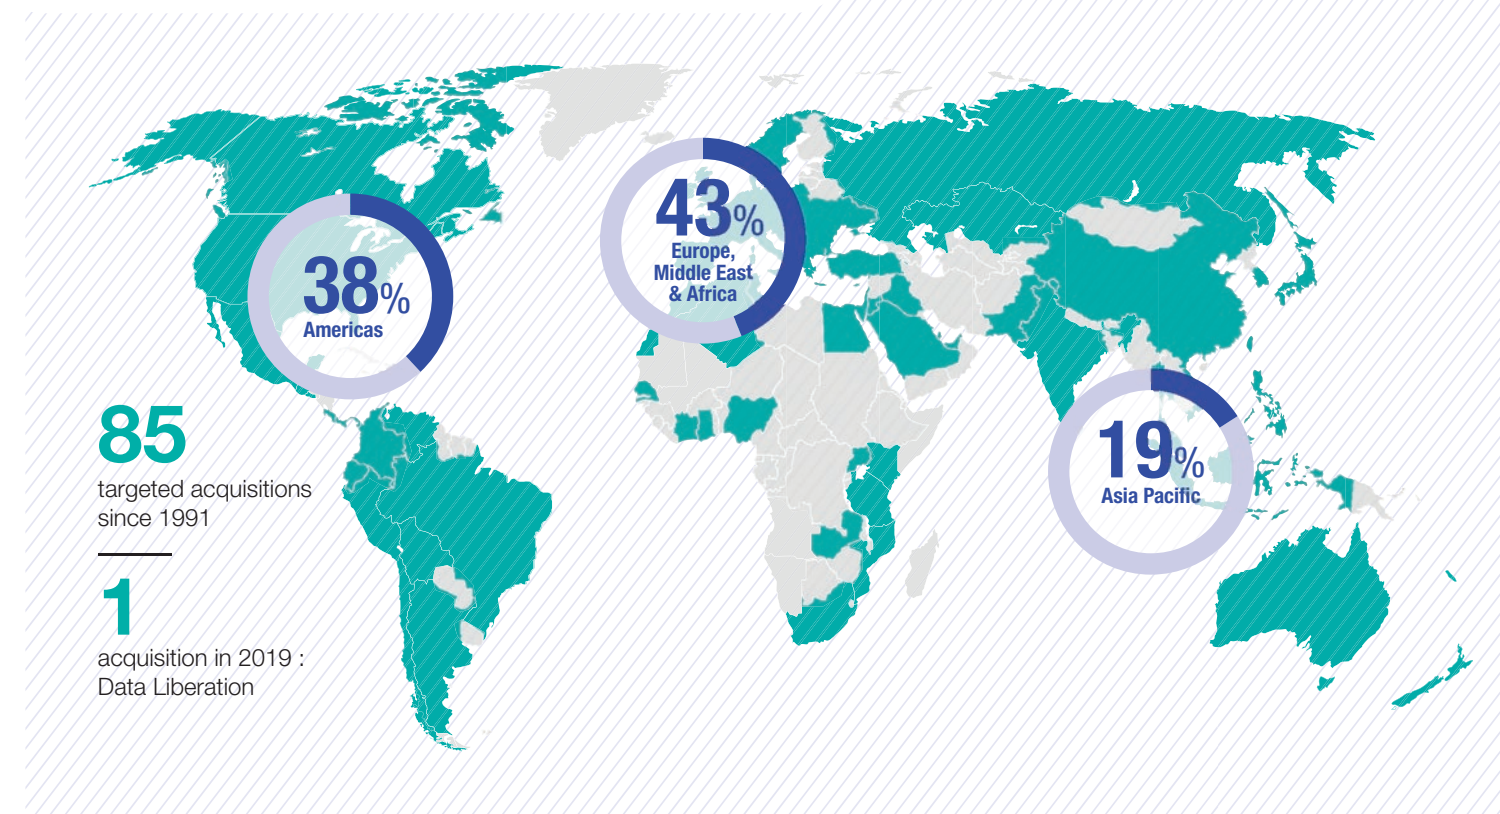 43%
Europe,
Middle East
& Africa
38%
Americas
85
targeted acquisitions
since 1991
19%
Asia Pacific
1
acquisition in 2019 :
Data Liberation